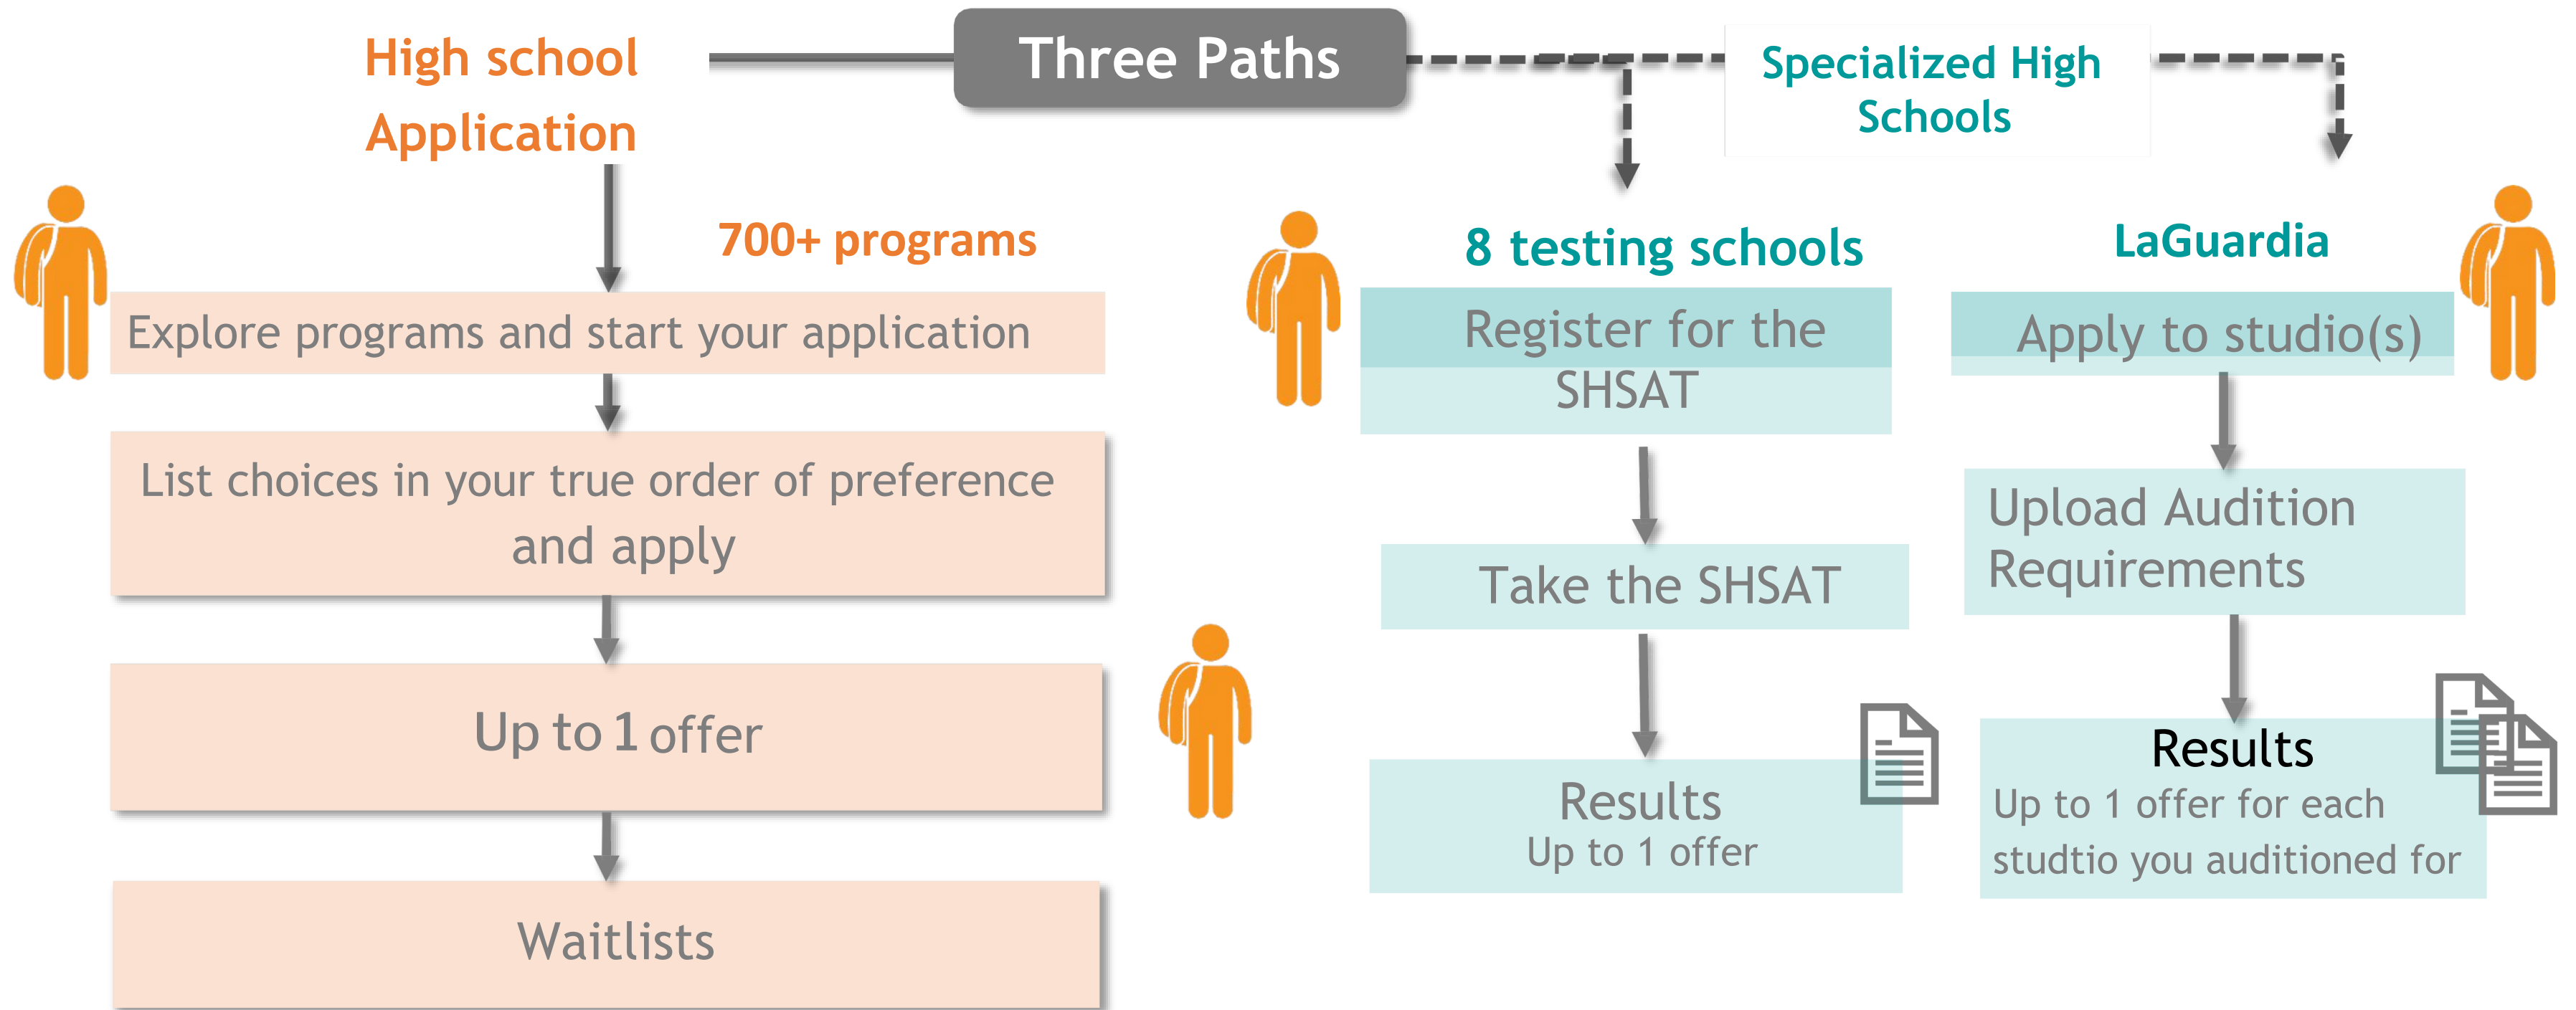 Three Paths
High school
Application
700+ programs
Explore programs and start your application
List choices in your true order of preference
and apply
Up to 1 offer
Waitlists
Specialized High
Schools
8 testing schools
Register for the
SHSAT
Take the SHSAT
Results
Up to 1 offer
LaGuardia
Apply to studio(s)
Upload Audition
Requirements
Results
Up to 1 offer for each
studtio you auditioned for